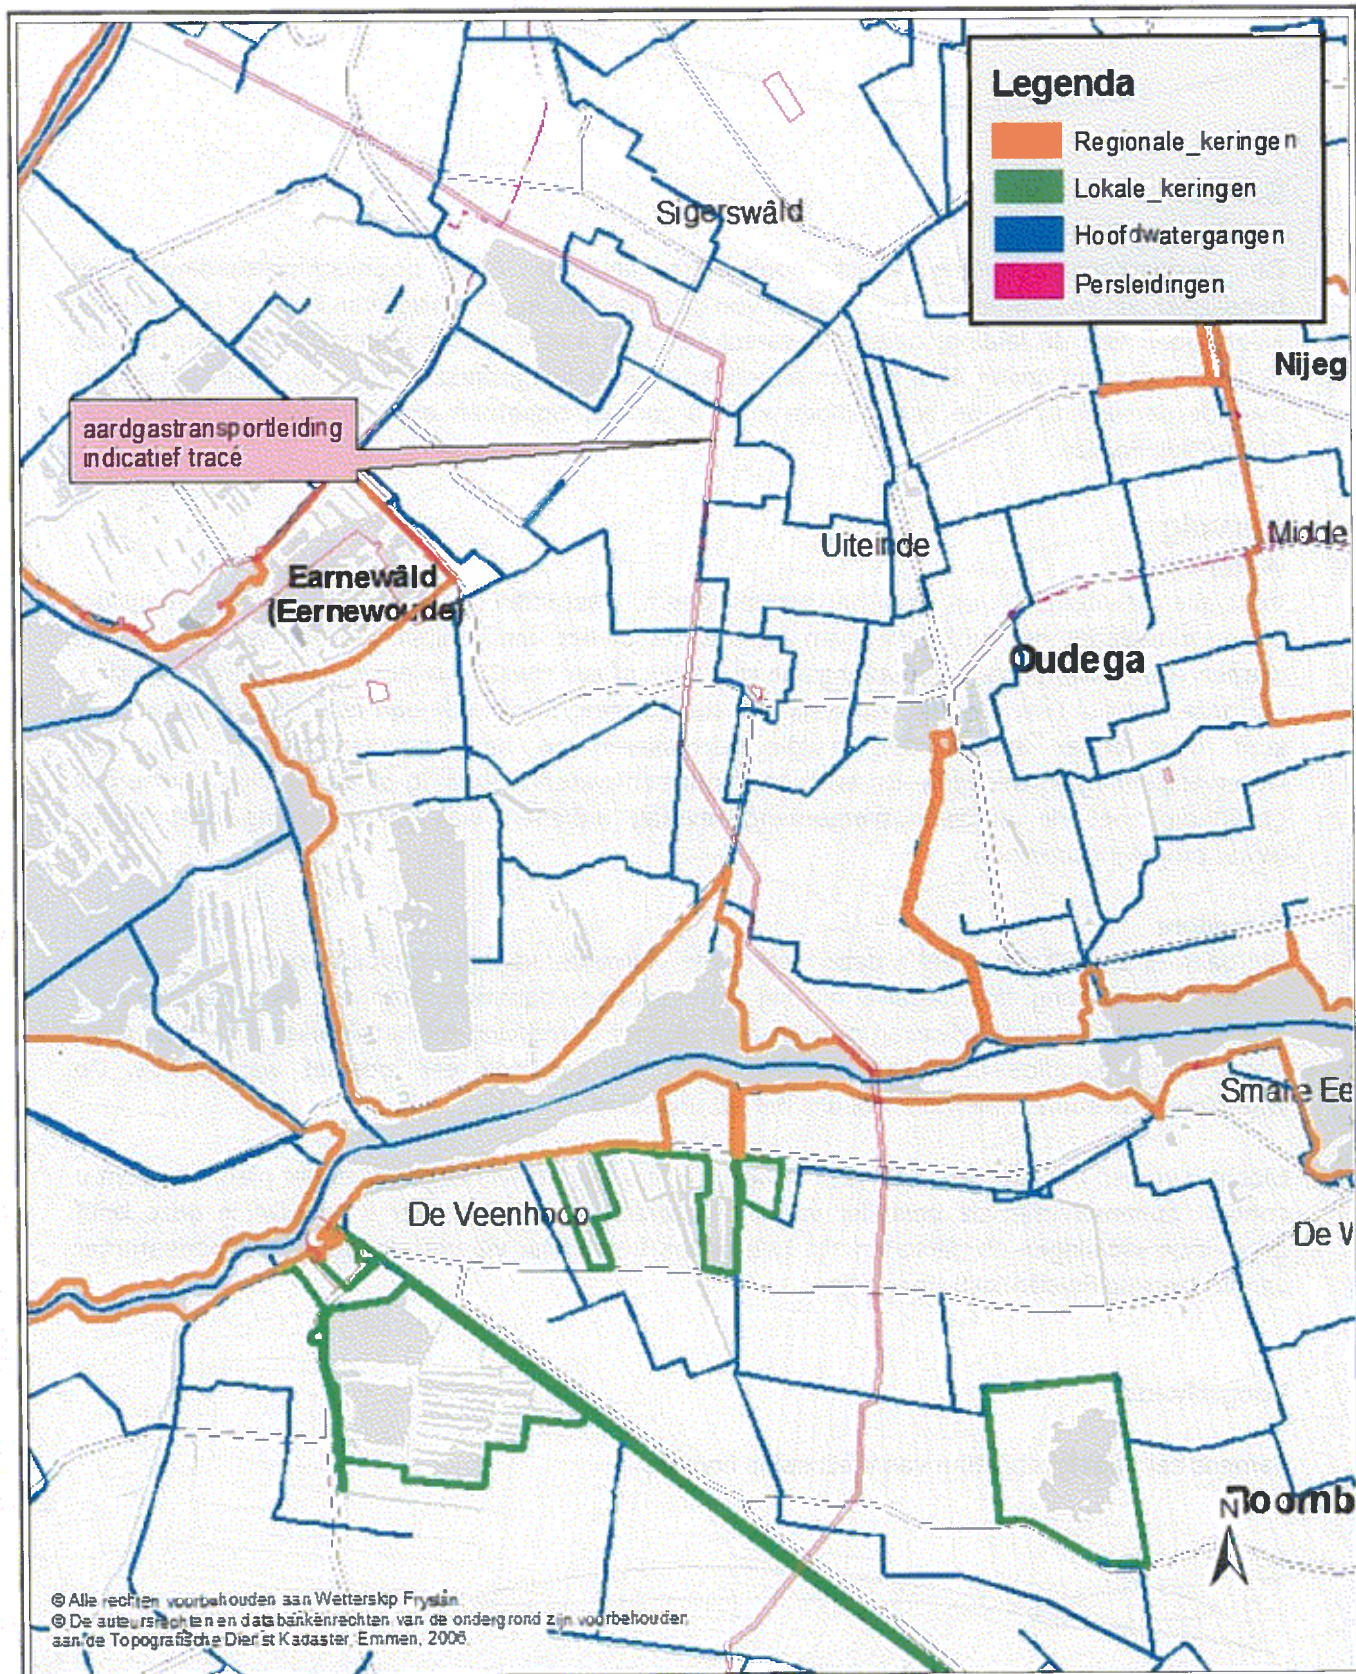 Legenda
Regionale_keringen
Lokale_keringen
Hoofdwatergangen
Persleidingen
Sigerswâld
Nijeg
aardgastransportleiding
indicatief tracé
Uiteinde
Midde
Earnewâld
(Eernewoude)
Oudega
Smalle Ee
De Veenhoop
De W
N
Boornb
© Alle rechten voorbehouden aan Wetterskip Fryslân
© De auteursrechten en databankenrechten van de ondergrond zijn voorbehouden
aan de Topografische Dienst Kadaster, Emmen, 2006